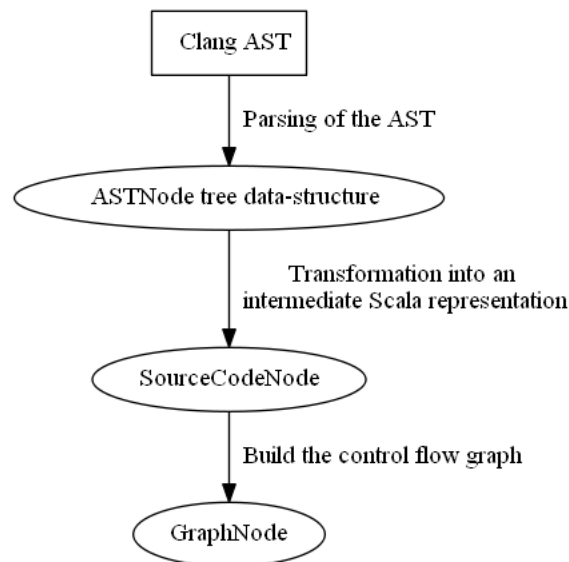 Clang AST
Parsing of the AST
ASTNode tree data-structure
Transformation into an
intermediate Scala representation
SourceCodeNode
Build the control flow graph
GraphNode